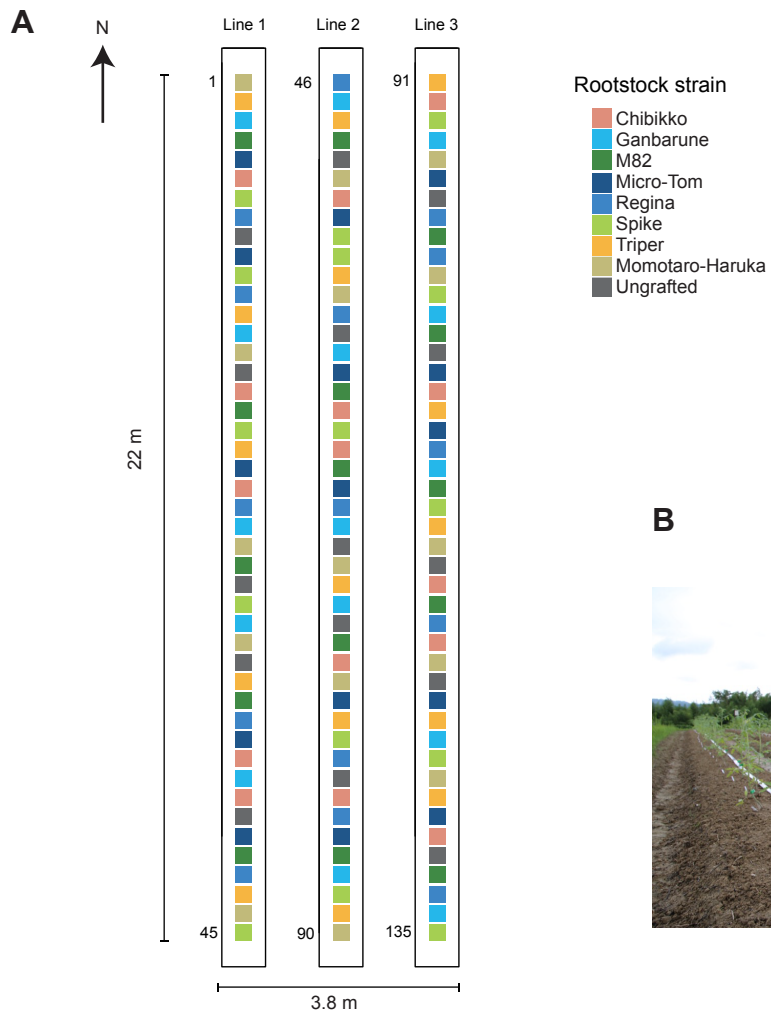 A
N
Line 1
Line 2
Line 3
1
46
91
Rootstock strain
Chibikko
Ganbarune
M82
Micro-Tom
Regina
Spike
Triper
Momotaro-Haruka
Ungrafted
22 m
B
45
90
135
3.8 m